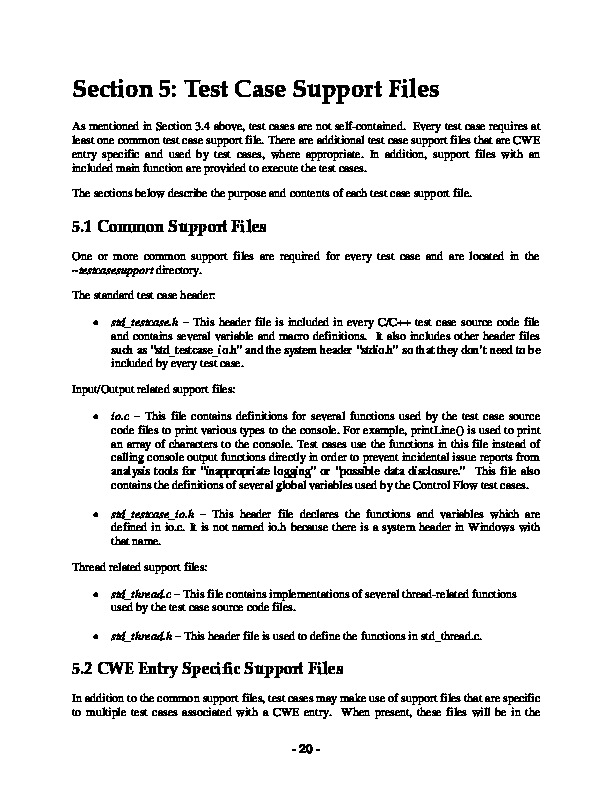 Section 5: Test Case Support Files
As mentioned in Section 3.4 above, test cases are not self-contained.  Every test case requires at
least one common test case support file. There are additional test case support files that are CWE
entry specific and used by test cases, where appropriate. In addition, support files with an
included main function are provided to execute the test cases.
The sections below describe the purpose and contents of each test case support file.
5.1 Common Support Files
One or more common support files are required for every test case and are located in the
~testcasesupport directory.
The standard test case header:
• std_testcase.h – This header file is included in every C/C++ test case source code file
and contains several variable and macro definitions.  It also includes other header files
such as "std_testcase_io.h" and the system header "stdio.h" so that they don't need to be
included by every test case.
Input/Output related support files:
• io.c – This file contains definitions for several functions used by the test case source
code files to print various types to the console. For example, printLine() is used to print
an array of characters to the console. Test cases use the functions in this file instead of
calling console output functions directly in order to prevent incidental issue reports from
analysis tools for "inappropriate logging" or "possible data disclosure."  This file also
contains the definitions of several global variables used by the Control Flow test cases.
• std_testcase_io.h – This header file declares the functions and variables which are
defined in io.c. It is not named io.h because there is a system header in Windows with
that name.
Thread related support files:
• std_thread.c – This file contains implementations of several thread-related functions
used by the test case source code files.
• std_thread.h – This header file is used to define the functions in std_thread.c.
5.2 CWE Entry Specific Support Files
In addition to the common support files, test cases may make use of support files that are specific
to multiple test cases associated with a CWE entry.  When present, these files will be in the
- 20 -